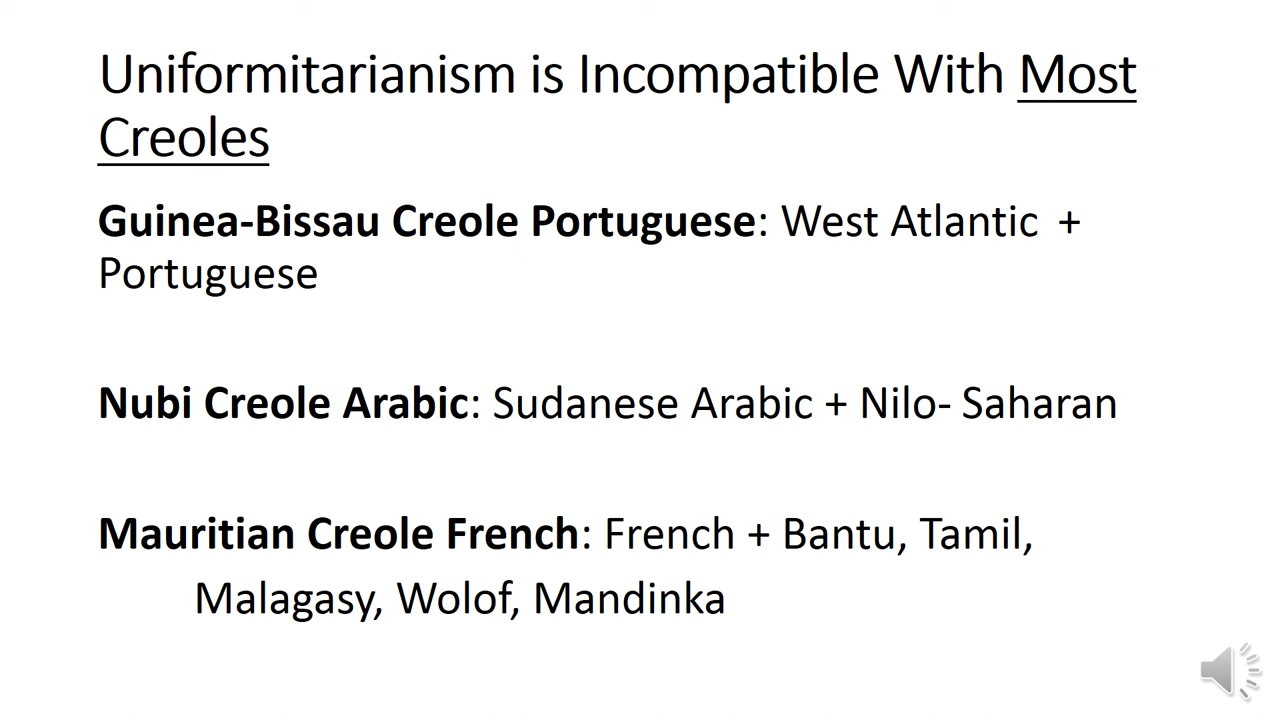 Uniformitarianism is Incompatible With Most
Creoles
Guinea-Bissau Creole Portuguese: West Atlantic +
Portuguese
Nubi Creole Arabic: Sudanese Arabic + Nilo- Saharan
Mauritian Creole French: French + Bantu, Tamil,
Malagasy, Wolof, Mandinka